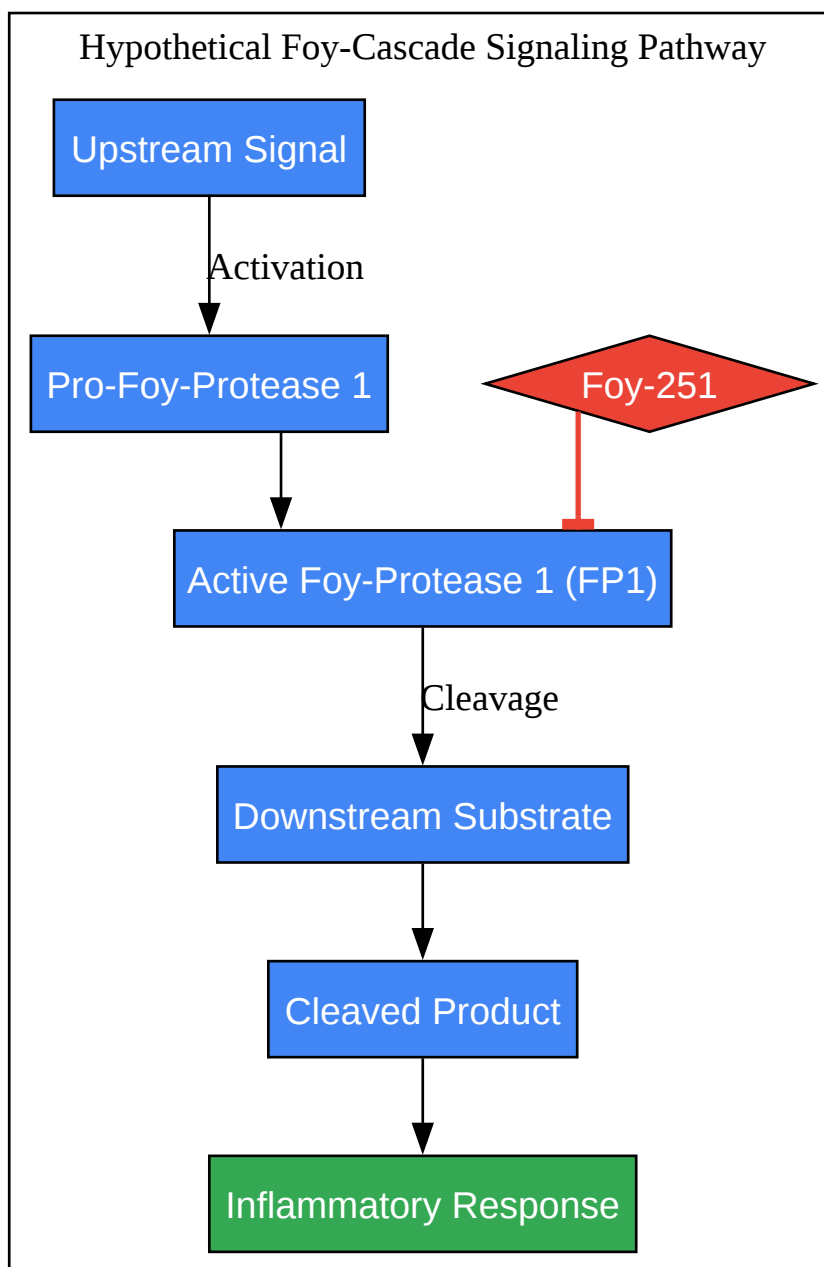 Hypothetical Foy-Cascade Signaling Pathway
Upstream Signal
Activation
Pro-Foy-Protease 1
Foy-251
Active Foy-Protease 1 (FP1)
Cleavage
Downstream Substrate
Cleaved Product
Inflammatory Response